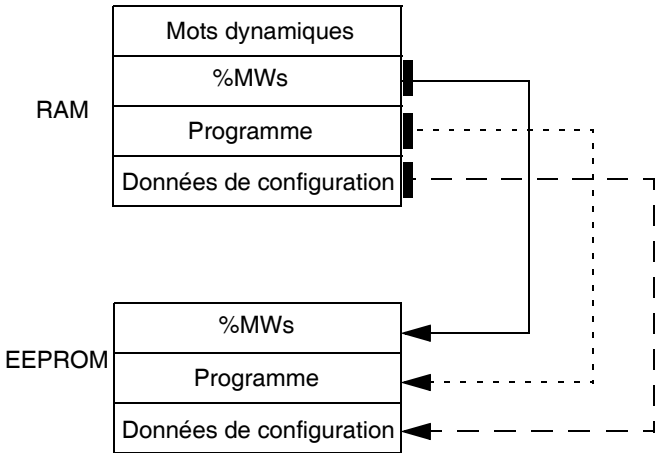 Mots dynamiques
%MWs
RAM
Programme
Données de configuration
%MWs
EEPROM
Programme
Données de configuration